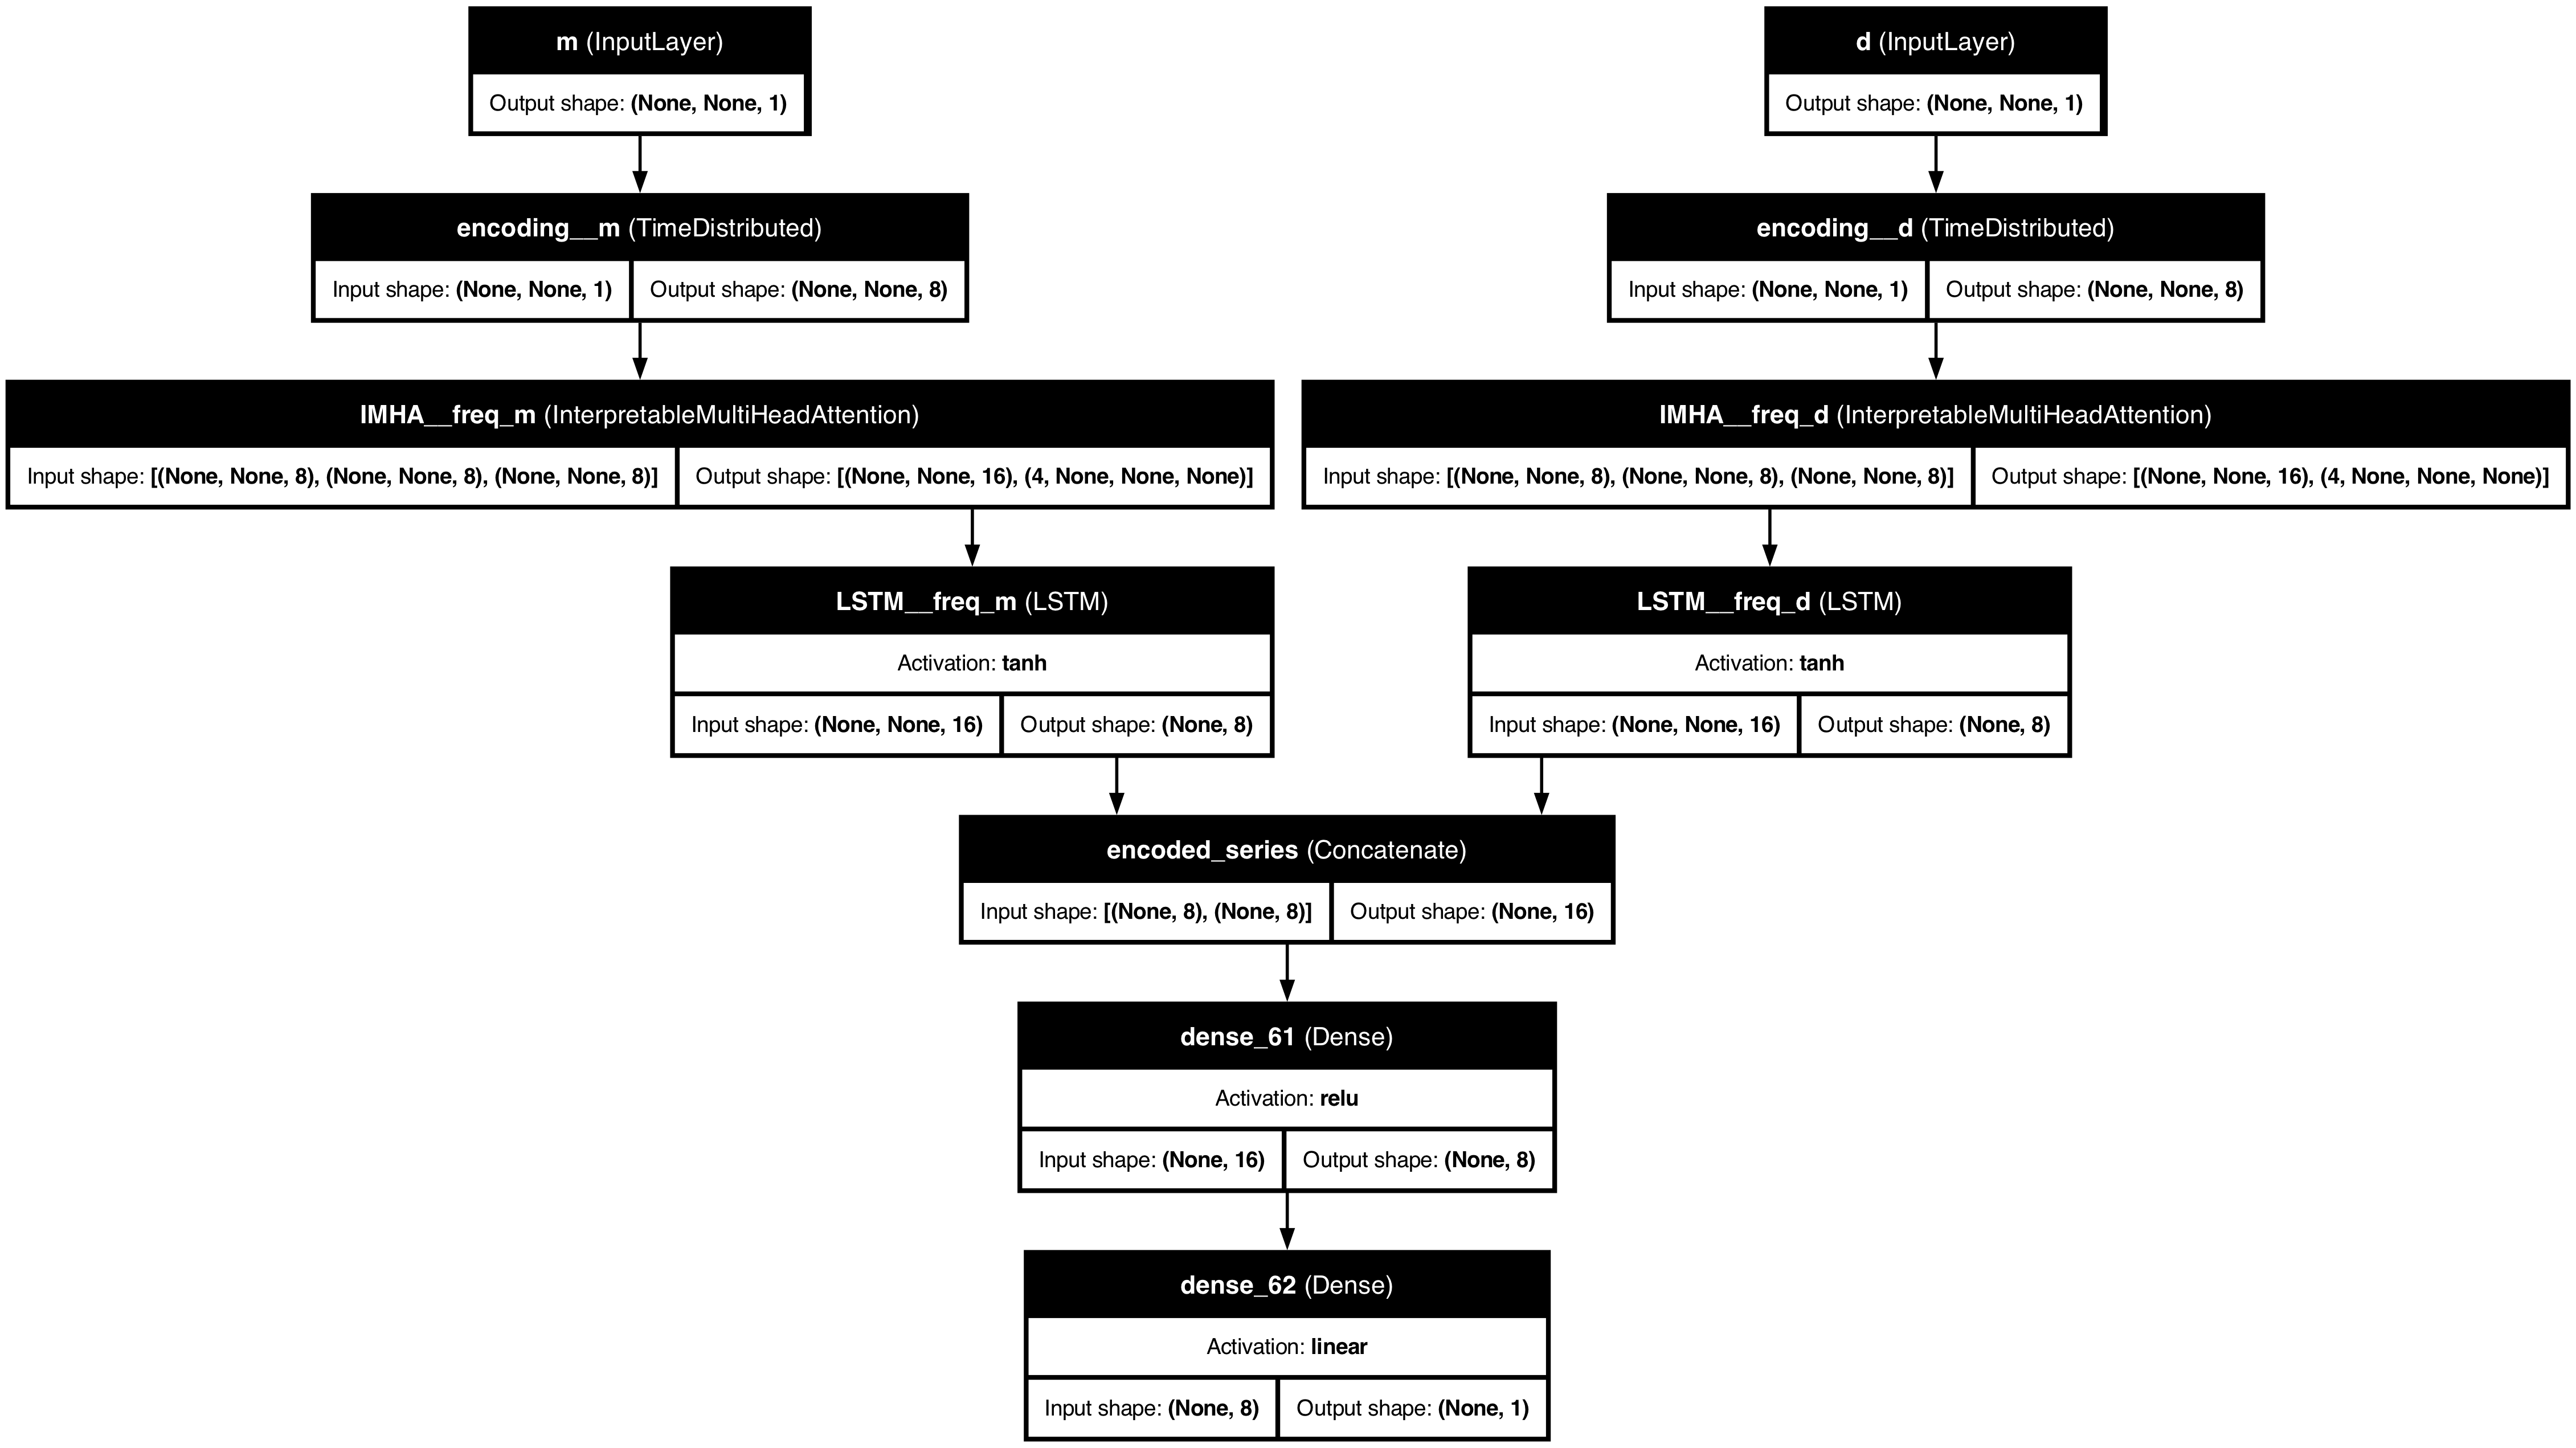 m (InputLayer)
Output shape: (None, None, 1)
d (InputLayer)
Output shape: (None, None, 1)
encoding__m (TimeDistributed)
Input shape: (None, None, 1) Output shape: (None, None, 8)
encoding__d (TimeDistributed)
Input shape: (None, None, 1) Output shape: (None, None, 8)
IMHA__freq_m (InterpretableMultiHeadAttention)
Input shape: [(None, None, 8), (None, None, 8), (None, None, 8)] Output shape: [(None, None, 16), (4, None, None, None)]
IMHA__freq_d (InterpretableMultiHeadAttention)
Input shape: [(None, None, 8), (None, None, 8), (None, None, 8)] Output shape: [(None, None, 16), (4, None, None, None)]
LSTM__freq_m (LSTM)
Activation: tanh
Input shape: (None, None, 16) Output shape: (None, 8)
LSTM__freq_d (LSTM)
Activation: tanh
Input shape: (None, None, 16) Output shape: (None, 8)
encoded_series (Concatenate)
Input shape: [(None, 8), (None, 8)] Output shape: (None, 16)
dense_61 (Dense)
Activation: relu
Input shape: (None, 16) Output shape: (None, 8)
dense_62 (Dense)
Activation: linear
Input shape: (None, 8) Output shape: (None, 1)